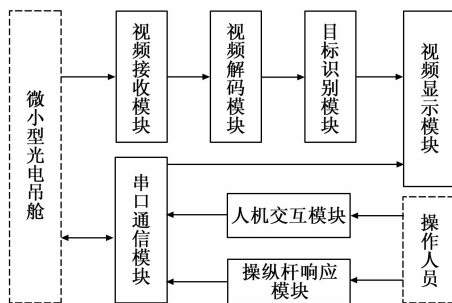 微小型光电吊舱
视频接收模块
视频解码模块
目标识别模块
视频显示模块
串口通信模块
人机交互模块
操纵杆响应
模块
操作人员